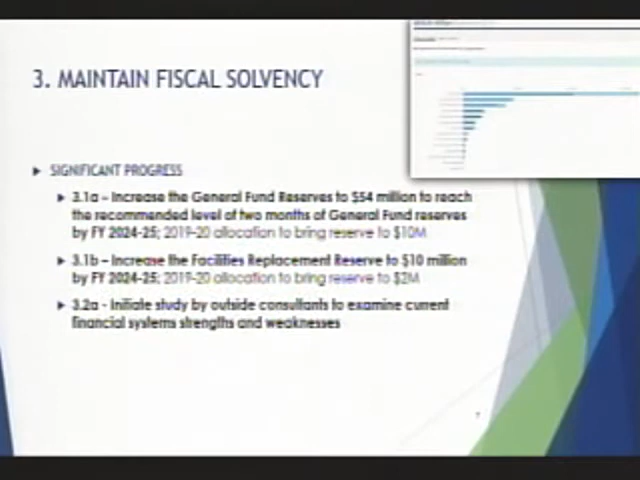 3. MAINTAIN FISCAL SOLVENCY
SIGNIFICANT PROGRESS
3.1a – Increase the General Fund Reserves to $54 million to reach
the recommended level of two months of General Fund reserves
by FY 2024-25; 2019-20 allocation to bring reserve to $10M
3.1b – Increase the Facilities Replacement Reserve to $10 million
by FY 2024-25; 2019-20 allocation to bring reserve to $2M
3.2a - Initiate study by outside consultants to examine current
financial systems strengths and weaknesses